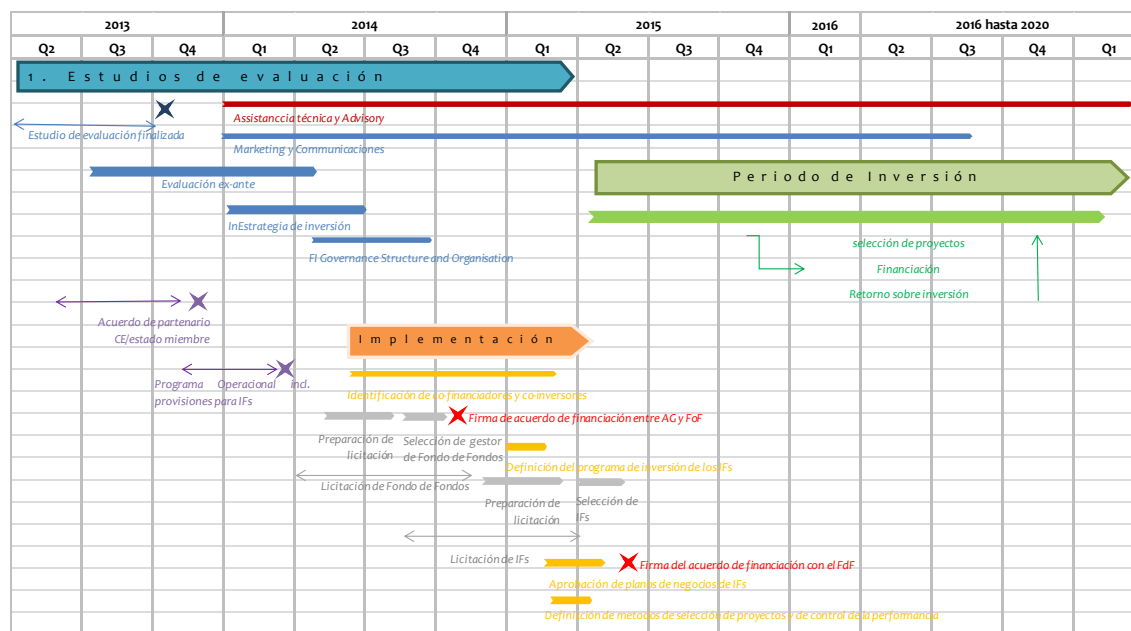 2013 2014 2015 2016 2016 hasta 2020
Q2 Q3 Q4 Q1 Q2 Q3 Q4 Q1 Q2 Q3 Q4 Q1 Q2 Q3 Q4 Q1
1. Estudios de evaluación
Assistanccia técnica y Advisory
Estudio de evaluación finalizada
Marketing y Communicaciones
Periodo de Inversión
Evaluación ex-ante
InEstrategia de inversión
selección de proyectos
FI Governance Structure and Organisation
Financiación
Retorno sobre inversión
Acuerdo de partenario
CE/estado miembre
Implementación
Programa Operacional incl.
provisiones para IFs
Identificación de co-financiadores y co-inversores
Firma de acuerdo de financiación entre AG y FoF
Preparación de
licitación
Selección de gestor
de Fondo de Fondos
Definición del programa de inversión de los IFs
Licitación de Fondo de Fondos
Preparación de
licitación
Selección de
IFs
Licitación de IFs
Firma del acuerdo de financiación con el FdF
Aprobación de planos de negocios de IFs
Definición de metodos de selección de proyectos y de control de la performancia